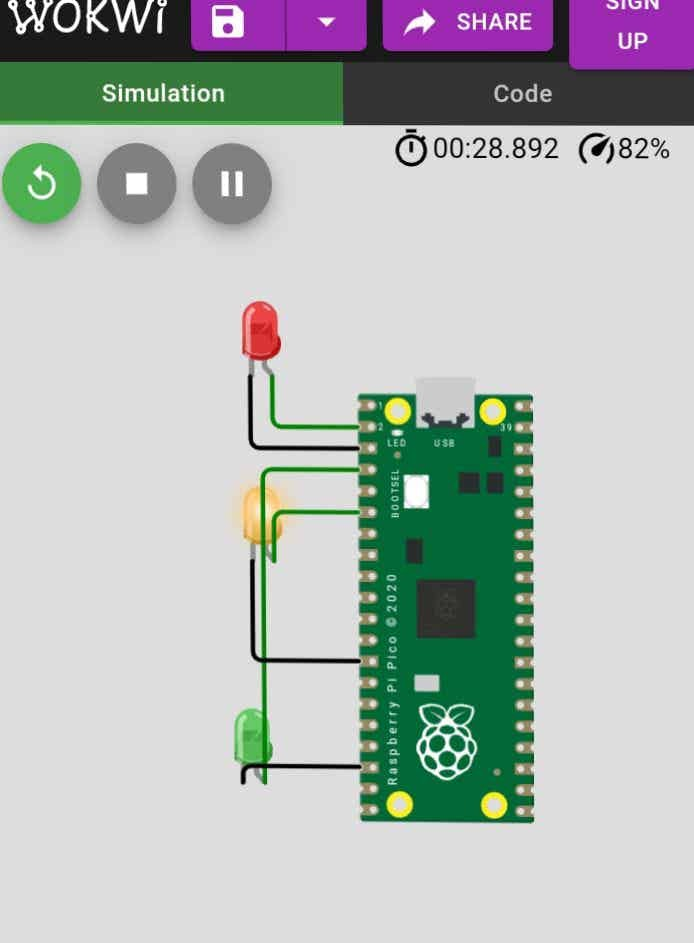 WOKWi
SHARE
SIGN
UP
Simulation
Code
00:28.892
82%
1
2
39
LED
USB
BOOTSEL
Raspberry Pi Pico ©2020